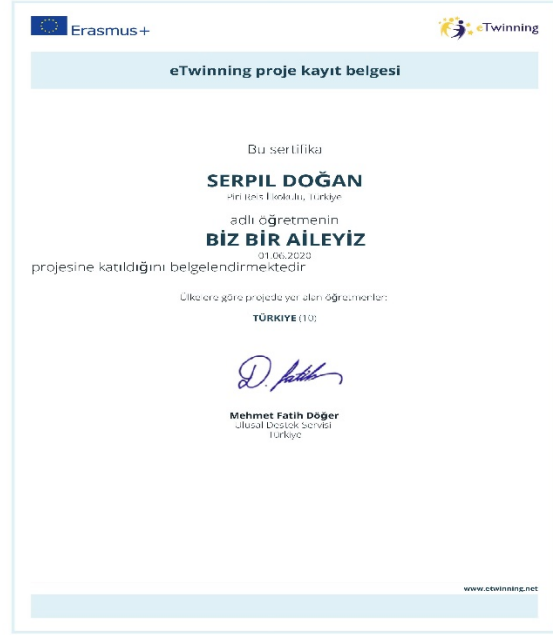 Erasmus+
eTwinning
eTwinning proje kayıt belgesi
Bu sertifika
SERPIL DOĞAN
Piri Reis İlkokulu, Türkiye
adlı öğretmenin
BİZ BİR AİLEYİZ
01.06.2020
projesine katıldığını belgelendirmektedir
Ülkelere göre projede yer alan öğretmenler:
TÜRKIYE (10)
D. fatih
Mehmet Fatih Döğer
Ulusal Destek Servisi
Türkiye
www.etwinning.net